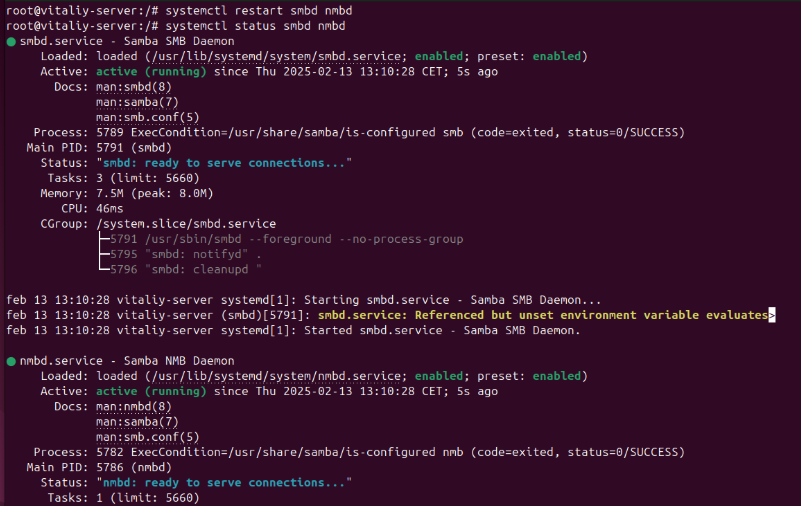 root@vitaliy-server:/# systemctl restart smbd nmbd
root@vitaliy-server:/# systemctl status smbd nmbd
● smbd.service - Samba SMB Daemon
     Loaded: loaded (/usr/lib/systemd/system/smbd.service; enabled; preset: enabled)
     Active: active (running) since Thu 2025-02-13 13:10:28 CET; 5s ago
       Docs: man:smbd(8)
             man:samba(7)
             man:smb.conf(5)
    Process: 5789 ExecCondition=/usr/share/samba/is-configured smb (code=exited, status=0/SUCCESS)
   Main PID: 5791 (smbd)
     Status: "smbd: ready to serve connections..."
      Tasks: 3 (limit: 5660)
     Memory: 7.5M (peak: 8.0M)
        CPU: 46ms
     CGroup: /system.slice/smbd.service
             ├─5791 /usr/sbin/smbd --foreground --no-process-group
             ├─5795 "smbd: notifyd" .
             └─5796 "smbd: cleanupd "

feb 13 13:10:28 vitaliy-server systemd[1]: Starting smbd.service - Samba SMB Daemon...
feb 13 13:10:28 vitaliy-server (smbd)[5791]: smbd.service: Referenced but unset environment variable evaluates>
feb 13 13:10:28 vitaliy-server systemd[1]: Started smbd.service - Samba SMB Daemon.

● nmbd.service - Samba NMB Daemon
     Loaded: loaded (/usr/lib/systemd/system/nmbd.service; enabled; preset: enabled)
     Active: active (running) since Thu 2025-02-13 13:10:28 CET; 5s ago
       Docs: man:nmbd(8)
             man:samba(7)
             man:smb.conf(5)
    Process: 5782 ExecCondition=/usr/share/samba/is-configured nmb (code=exited, status=0/SUCCESS)
   Main PID: 5786 (nmbd)
     Status: "nmbd: ready to serve connections..."
      Tasks: 1 (limit: 5660)